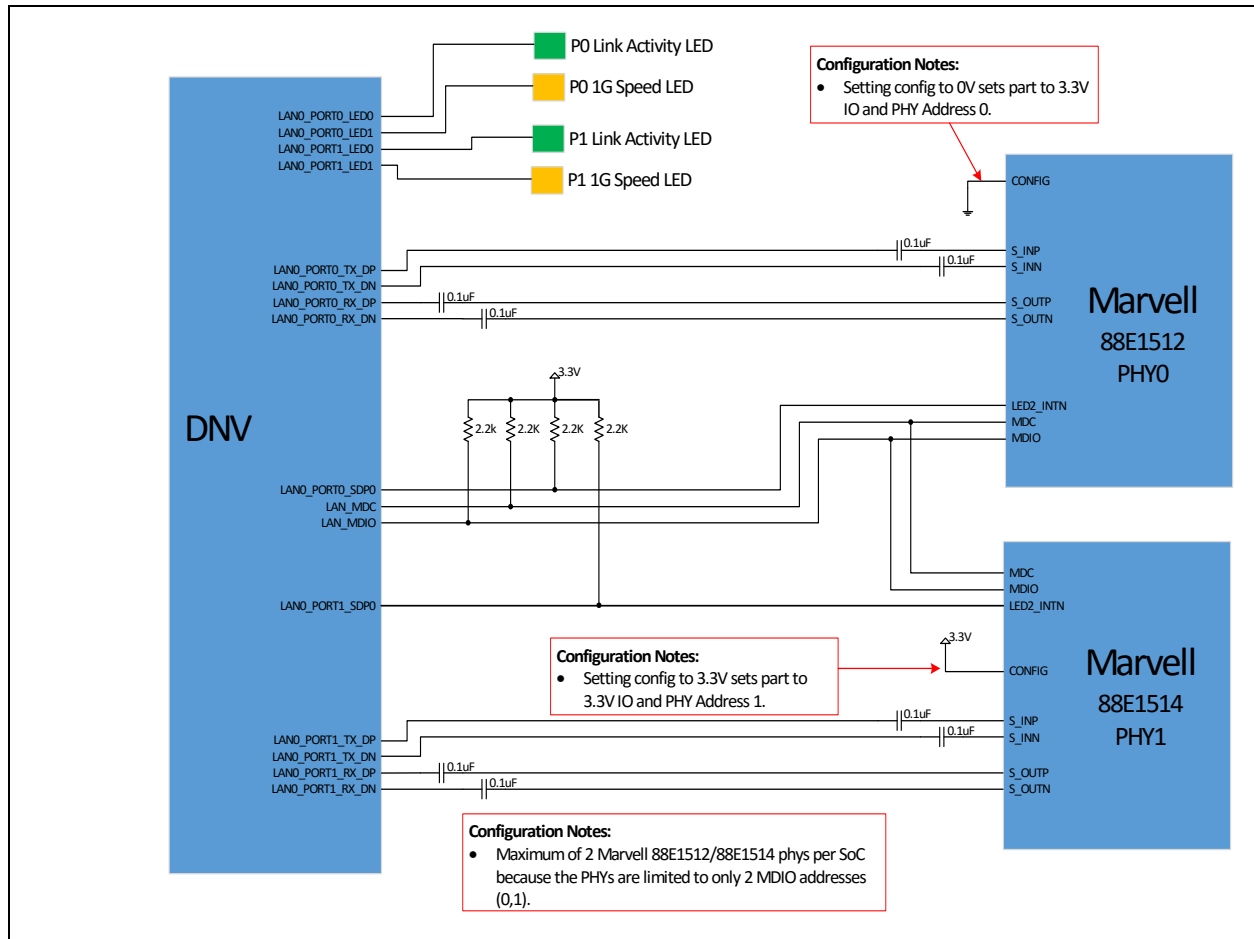 P0 Link Activity LED
P0 1G Speed LED
P1 Link Activity LED
P1 1G Speed LED
LAN0_PORT0_LED0
LAN0_PORT0_LED1
LAN0_PORT1_LED0
LAN0_PORT1_LED1
Configuration Notes:
• Setting config to 0V sets part to 3.3V
IO and PHY Address 0.
CONFIG
LAN0_PORT0_TX_DP
LAN0_PORT0_TX_DN
LAN0_PORT0_RX_DP
LAN0_PORT0_RX_DN
0.1uF
0.1uF
0.1uF
0.1uF
S_INP
S_INN
S_OUTP
S_OUTN
Marvell
88E1512
PHY0
DNV
3.3V
2.2k
2.2K
2.2K
2.2K
LED2_INTN
MDC
MDIO
LAN0_PORT0_SDP0
LAN_MDC
LAN_MDIO
LAN0_PORT1_SDP0
MDC
MDIO
LED2_INTN
3.3V
CONFIG
Configuration Notes:
• Setting config to 3.3V sets part to
3.3V IO and PHY Address 1.
Marvell
88E1514
PHY1
LAN0_PORT1_TX_DP
LAN0_PORT1_TX_DN
LAN0_PORT1_RX_DP
LAN0_PORT1_RX_DN
0.1uF
0.1uF
0.1uF
0.1uF
S_INP
S_INN
S_OUTP
S_OUTN
Configuration Notes:
• Maximum of 2 Marvell 88E1512/88E1514 phys per SoC
because the PHYs are limited to only 2 MDIO addresses
(0,1).